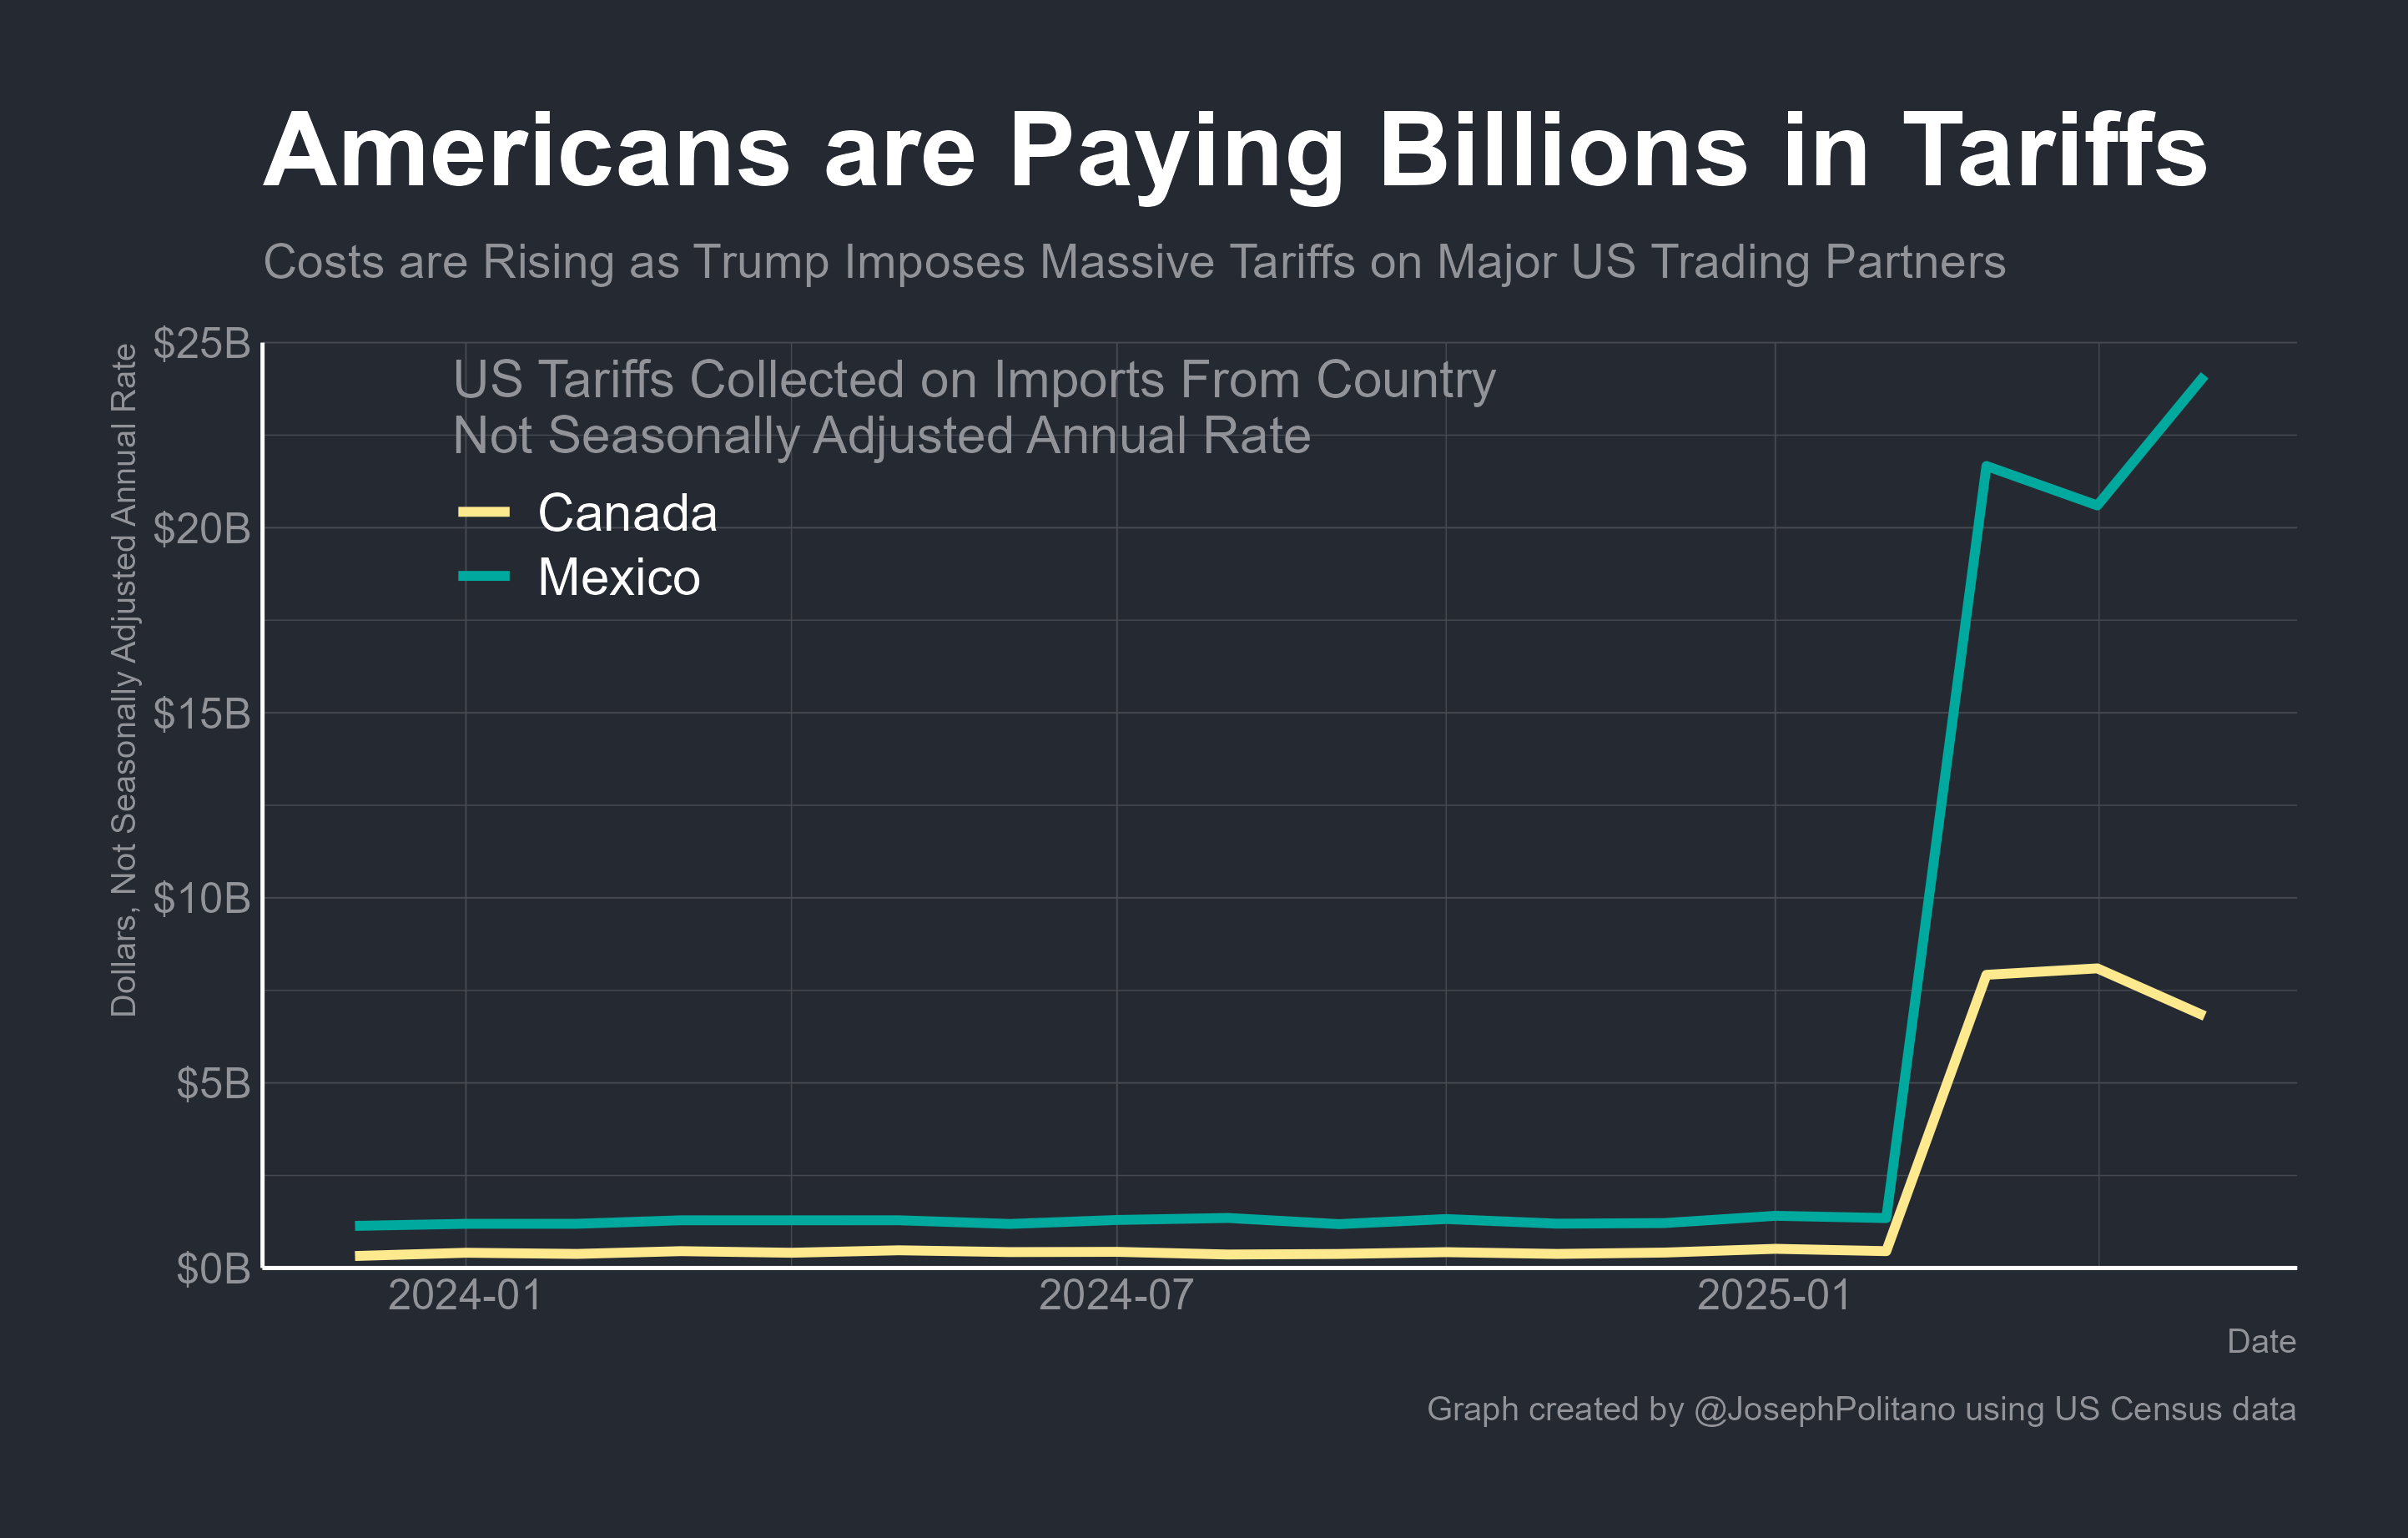 Americans are Paying Billions in Tariffs
Costs are Rising as Trump Imposes Massive Tariffs on Major US Trading Partners
Dollars, Not Seasonally Adjusted Annual Rate
$25B
$20B
$15B
$10B
$5B
$0B
US Tariffs Collected on Imports From Country
Not Seasonally Adjusted Annual Rate
Canada
Mexico
2024-01
2024-07
2025-01
Date
Graph created by @JosephPolitano using US Census data